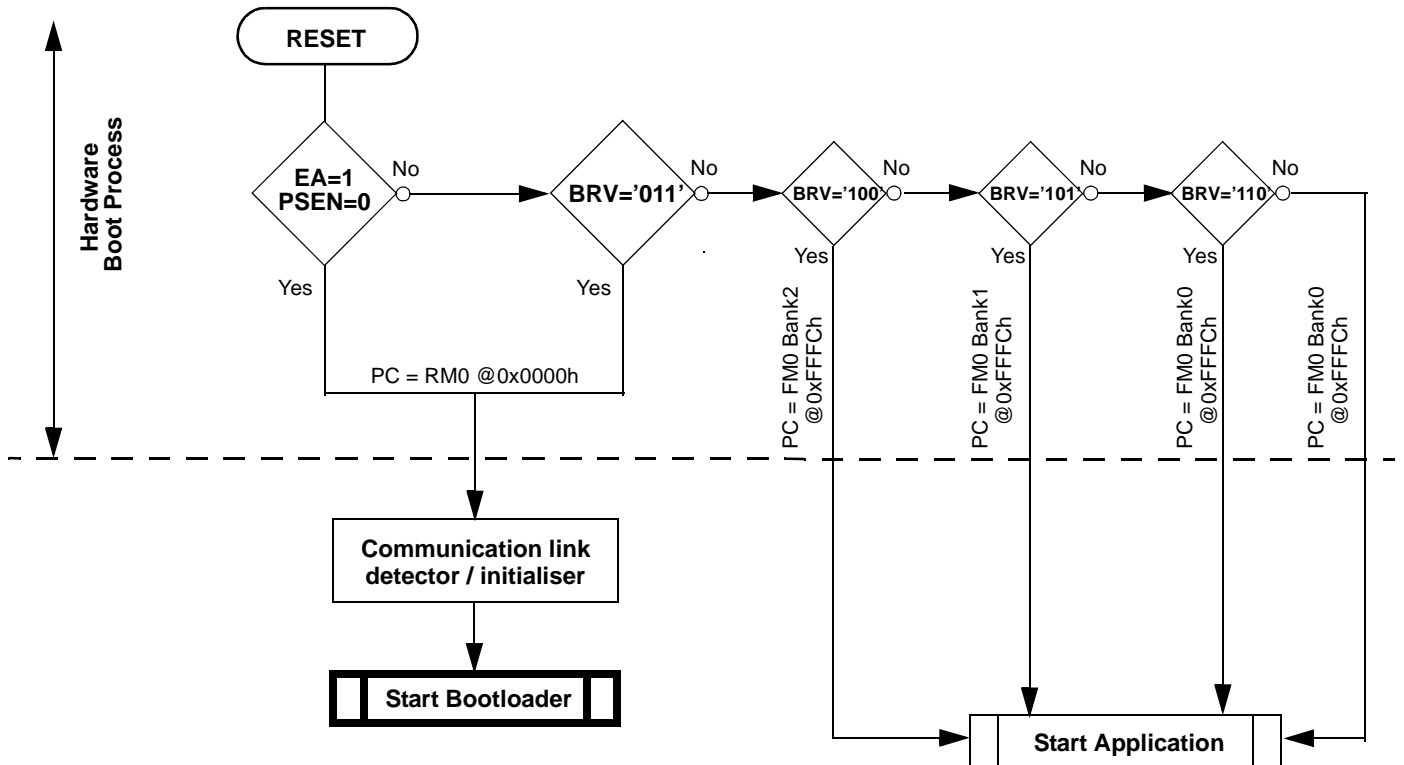 RESET
Hardware
Boot Process
EA=1
PSEN=0
No
Yes
BRV='011'
No
Yes
BRV='100'
No
Yes
BRV='101'
No
Yes
BRV='110'
No
Yes
PC = RM0 @0x0000h
PC = FM0 Bank2
@0xFFFCh
PC = FM0 Bank1
@0xFFFCh
PC = FM0 Bank0
@0xFFFCh
PC = FM0 Bank0
@0xFFFCh
Communication link
detector / initialiser
Start Bootloader
Start Application